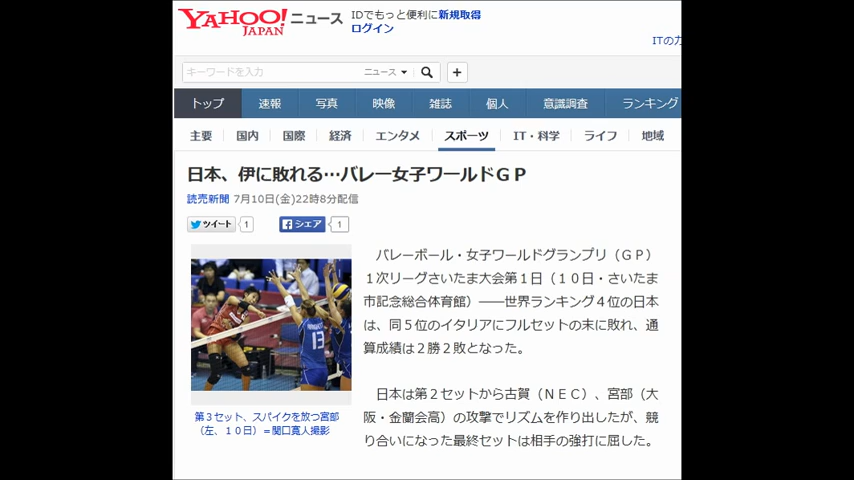 YAHOO! ニュース IDでもっと便利に新規取得
JAPAN ログイン
ITの力
キーワードを入力 ニュース ▼ +
トップ 速報 写真 映像 雑誌 個人 意識調査 ランキング
主要 国内 国際 経済 エンタメ スポーツ IT・科学 ライフ 地域
日本、伊に敗れる…バレー女子ワールドＧＰ
読売新聞 7月10日(金)22時8分配信
ツイート 1 シェア 1
バレーボール・女子ワールドグランプリ（ＧＰ）
１次リーグさいたま大会第１日（１０日・さいたま
市記念総合体育館）――世界ランキング４位の日本
は、同５位のイタリアにフルセットの末に敗れ、通
算成績は２勝２敗となった。
日本は第２セットから古賀（ＮＥＣ）、宮部（大
阪・金蘭会高）の攻撃でリズムを作り出したが、競
り合いになった最終セットは相手の強打に屈した。
13
第３セット、スパイクを放つ宮部
（左、１０日）＝関口寛人撮影